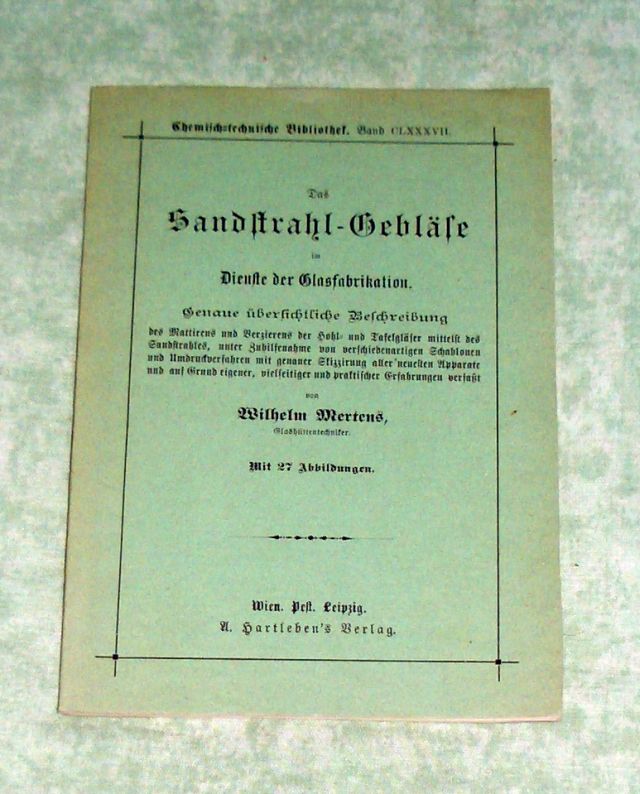 Chemisch-technische Bibliothek. Band CLXXXVII.
Das
Sandstrahl-Gebläse
im
Dienste der Glasfabrikation.
Genaue übersichtliche Beschreibung
des Mattirens und Verzierens der Hohl- und Tafelgläser mittelst des
Sandstrahles, unter Zuhilfenahme von verschiedenartigen Schablonen
und Umdruckverfahren mit genauer Skizzirung aller neuesten Apparate
und auf Grund eigener, vielseitiger und praktischer Erfahrungen verfaßt
von
Wilhelm Mertens,
Glashüttentechniker.
Mit 27 Abbildungen.
Wien. Pest. Leipzig.
A. Hartleben's Verlag.